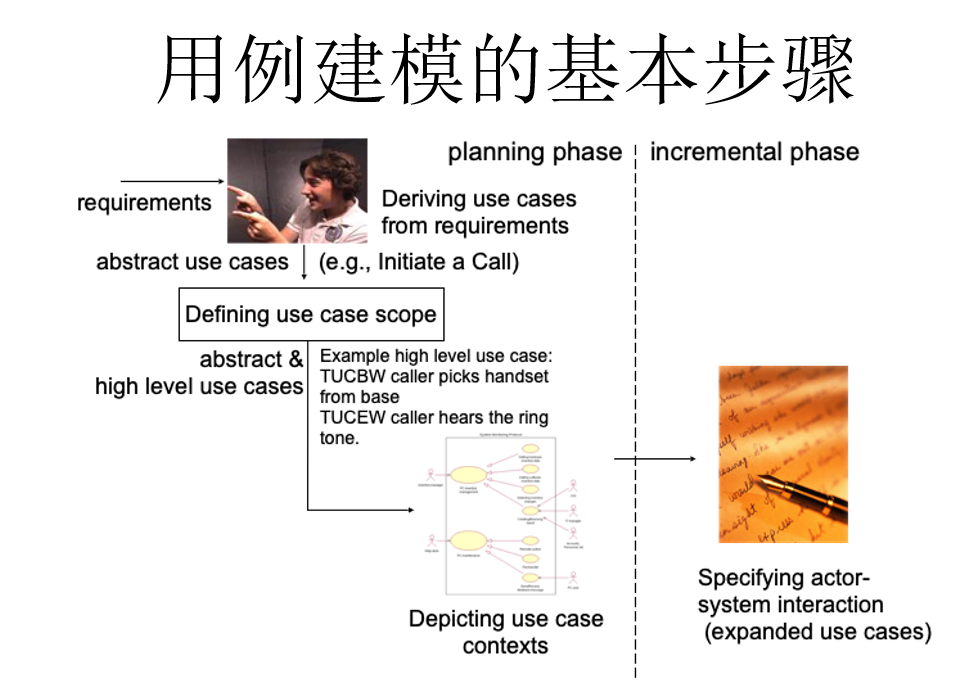 用例建模的基本步骤
planning phase
incremental phase
requirements
Deriving use cases
from requirements
abstract use cases
(e.g., Initiate a Call)
Defining use case scope
abstract &
high level use cases
Example high level use case:
TUCBW caller picks handset
from base
TUCEW caller hears the ring
tone.
Depicting use case
contexts
Specifying actor-
system interaction
(expanded use cases)